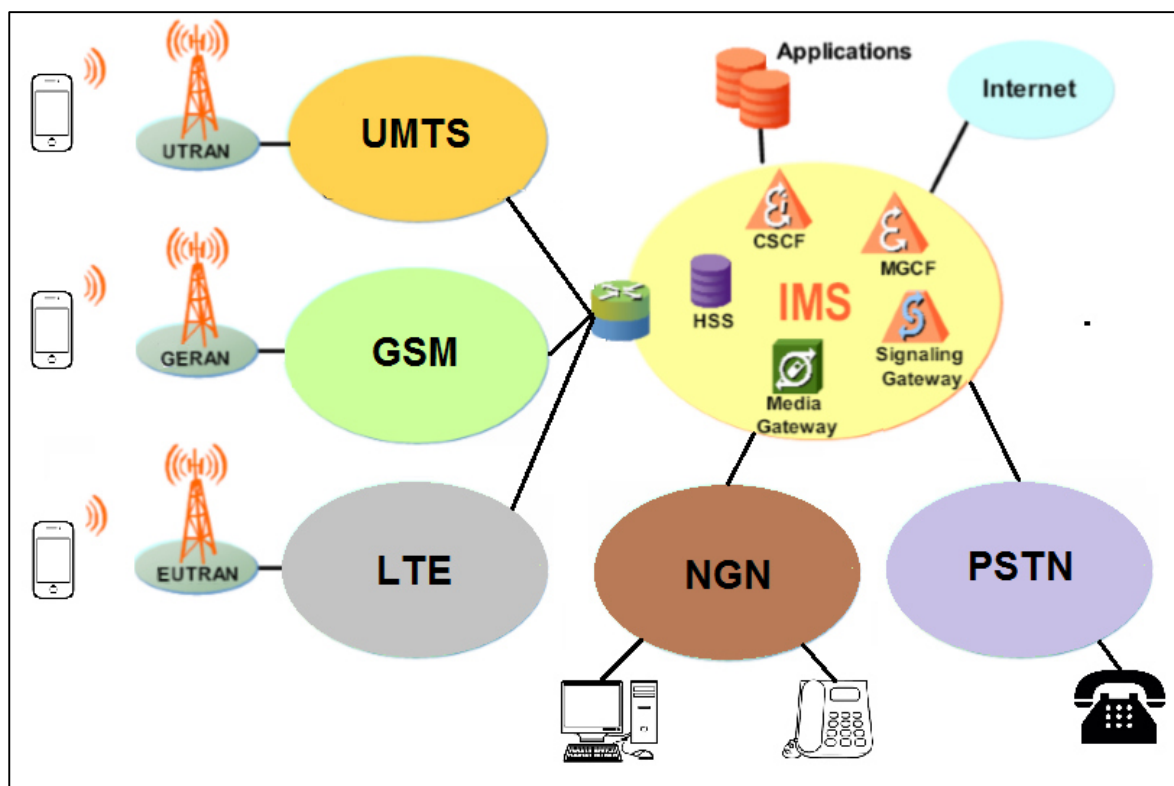 Applications
Internet
UTRAN
UMTS
CSCF
MGCF
HSS
IMS
GERAN
GSM
Signaling
Gateway
Media
Gateway
EUTRAN
LTE
NGN
PSTN